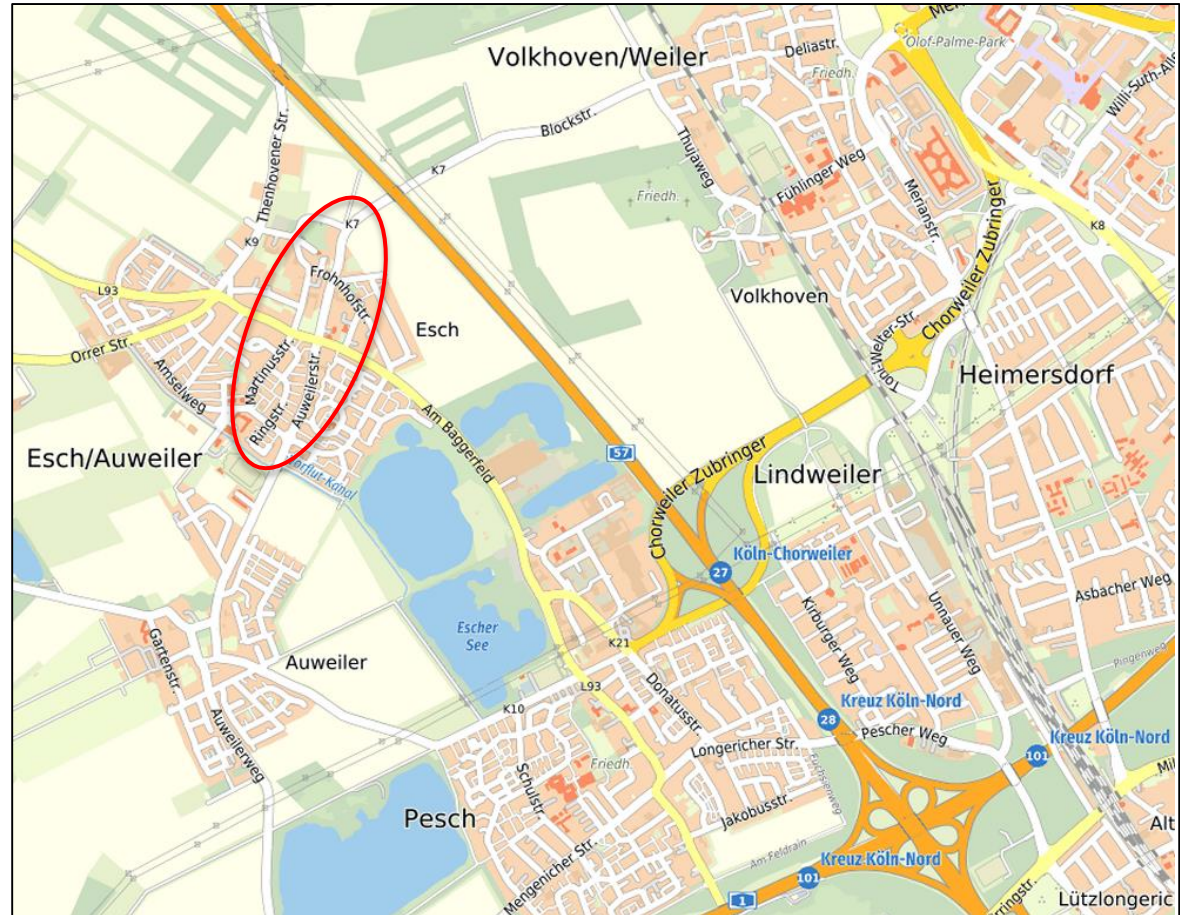 Volkhoven/Weiler
Deliastr.
Olof-Palme-Park
Friedh.
Willi-Suth-All
Blockstr.
Thujaweg
Fühlinger Weg
Merianstr.
Thenhovener Str.
K7
Friedh.
K7
K9
K8
Frohnhofstr.
Chorweiler Zubringer
L93
Volkhoven
Esch
Orrer Str.
Toni-Welter-Str.
Martinusstr.
Auweilerstr.
Amselweg
Ringstr.
Heimersdorf
Am Baggerfeld
Esch/Auweiler
57
Chorweiler Zubringer
Lindweiler
Vorflut-Kanal
Köln-Chorweiler
27
Asbacher Weg
Kirburger Weg
Unnauer Weg
Escher
See
Gartenstr.
K21
Auweiler
Pingenweg
L93
Donatusstr.
Kreuz Köln-Nord
28
K10
Pescher Weg
Longericher Str.
Kreuz Köln-Nord
101
Auweilerweg
Schulstr.
Friedh.
Fuchsenweg
Jakobusstr.
Pesch
Alt
Am Feldrain
Kreuz Köln-Nord
101
Mengenicher Str.
1
rringstr.
Lützlongeric